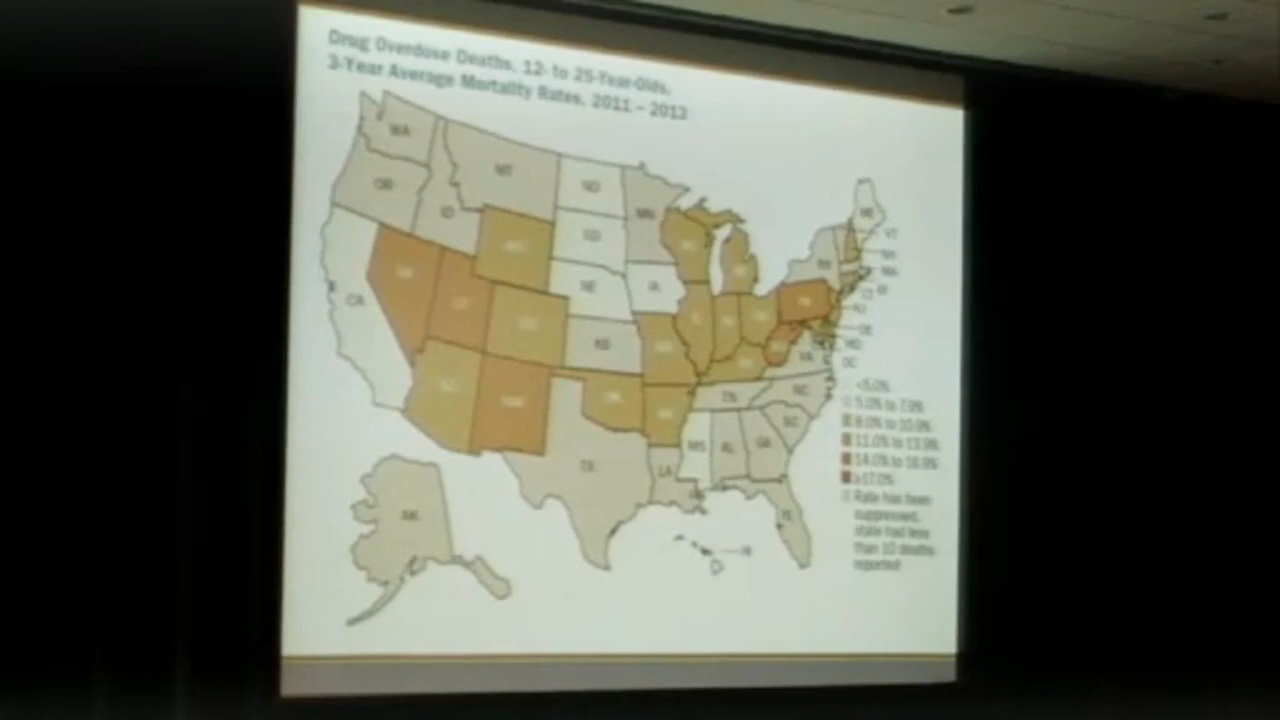 Drug Overdose Deaths, 12- to 25-Year-Olds,
3-Year Average Mortality Rates, 2011 – 2013
WA
MT
ND
MN
ME
OR
ID
SD
VT
WY
WI
MI
NY
NE
IA
NV
UT
CA
PA
IL
IN
OH
NJ
CO
KS
MO
WV
DE
MD
VA
DC
KY
AZ
NM
OK
AR
TN
NC
SC
MS
AL
GA
TX
LA
FL
AK
HI
<5.0%
5.0% to 7.9%
8.0% to 10.9%
11.0% to 13.9%
14.0% to 16.9%
≥17.0%
Rate has been
suppressed,
state had less
than 10 deaths
reported